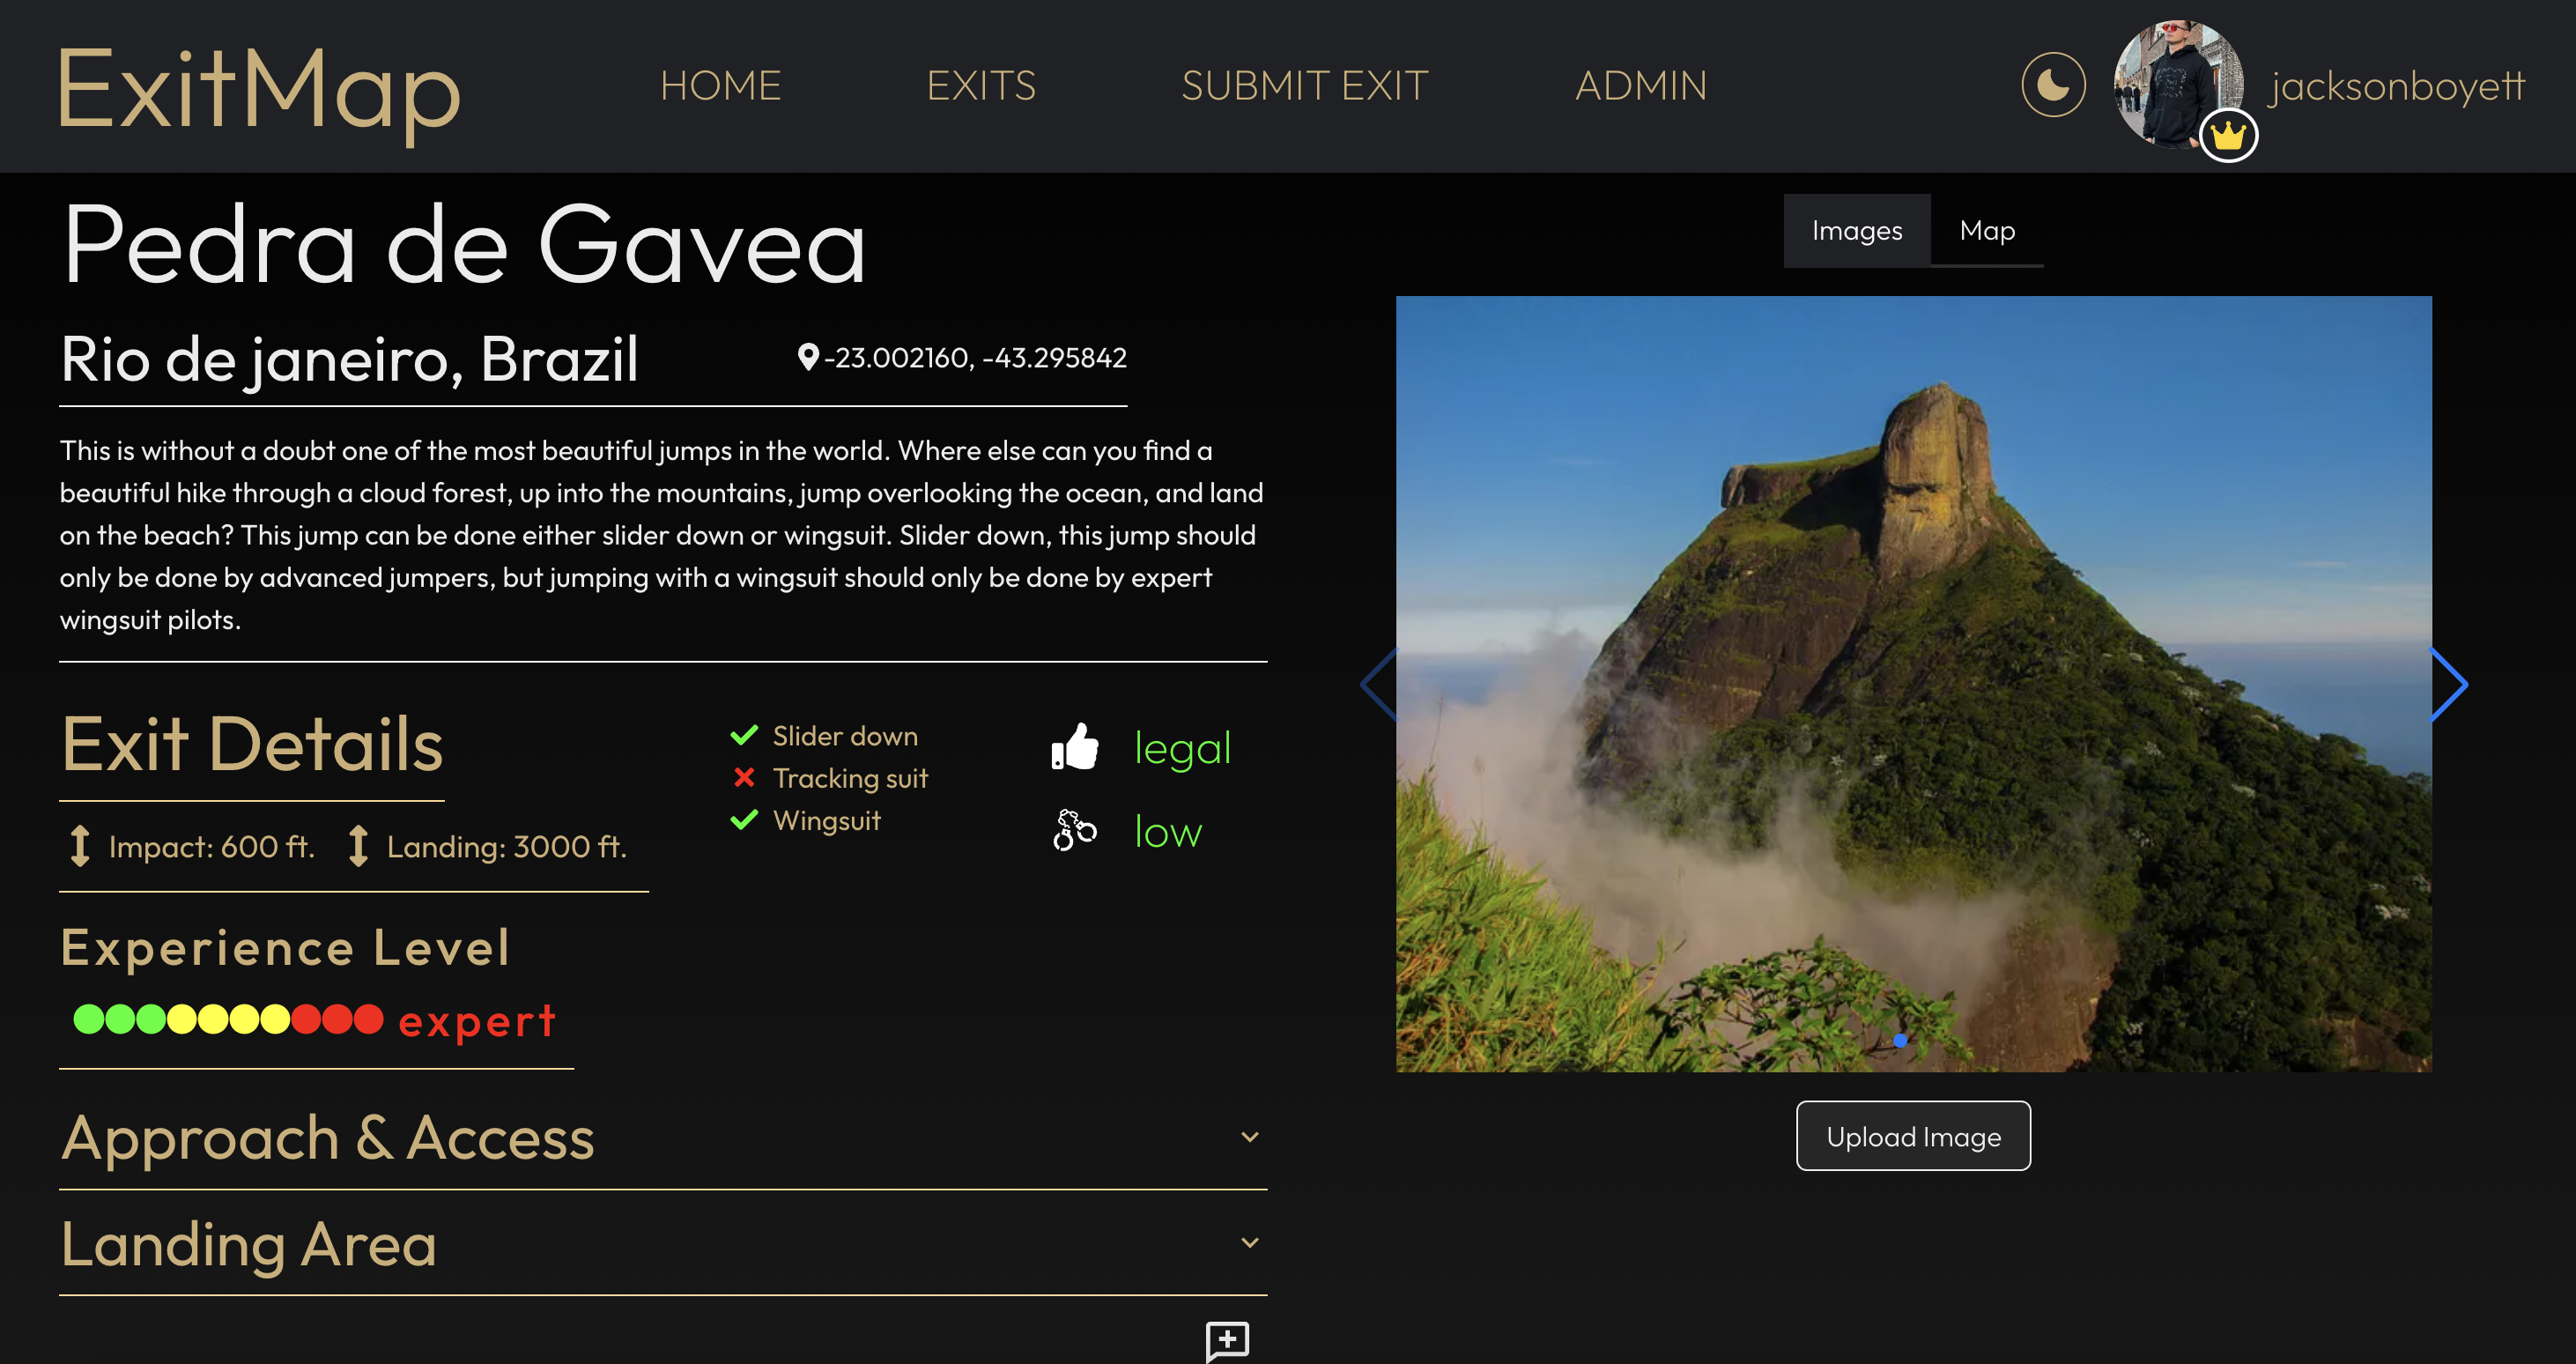 ExitMap
HOME
EXITS
SUBMIT EXIT
ADMIN
jacksonboyett
Pedra de Gavea
Rio de janeiro, Brazil
-23.002160, -43.295842
This is without a doubt one of the most beautiful jumps in the world. Where else can you find a
beautiful hike through a cloud forest, up into the mountains, jump overlooking the ocean, and land
on the beach? This jump can be done either slider down or wingsuit. Slider down, this jump should
only be done by advanced jumpers, but jumping with a wingsuit should only be done by expert
wingsuit pilots.
Exit Details
Impact: 600 ft.
Landing: 3000 ft.
Slider down
Tracking suit
Wingsuit
legal
low
Experience Level
expert
Approach & Access
Landing Area
Images
Map
Upload Image